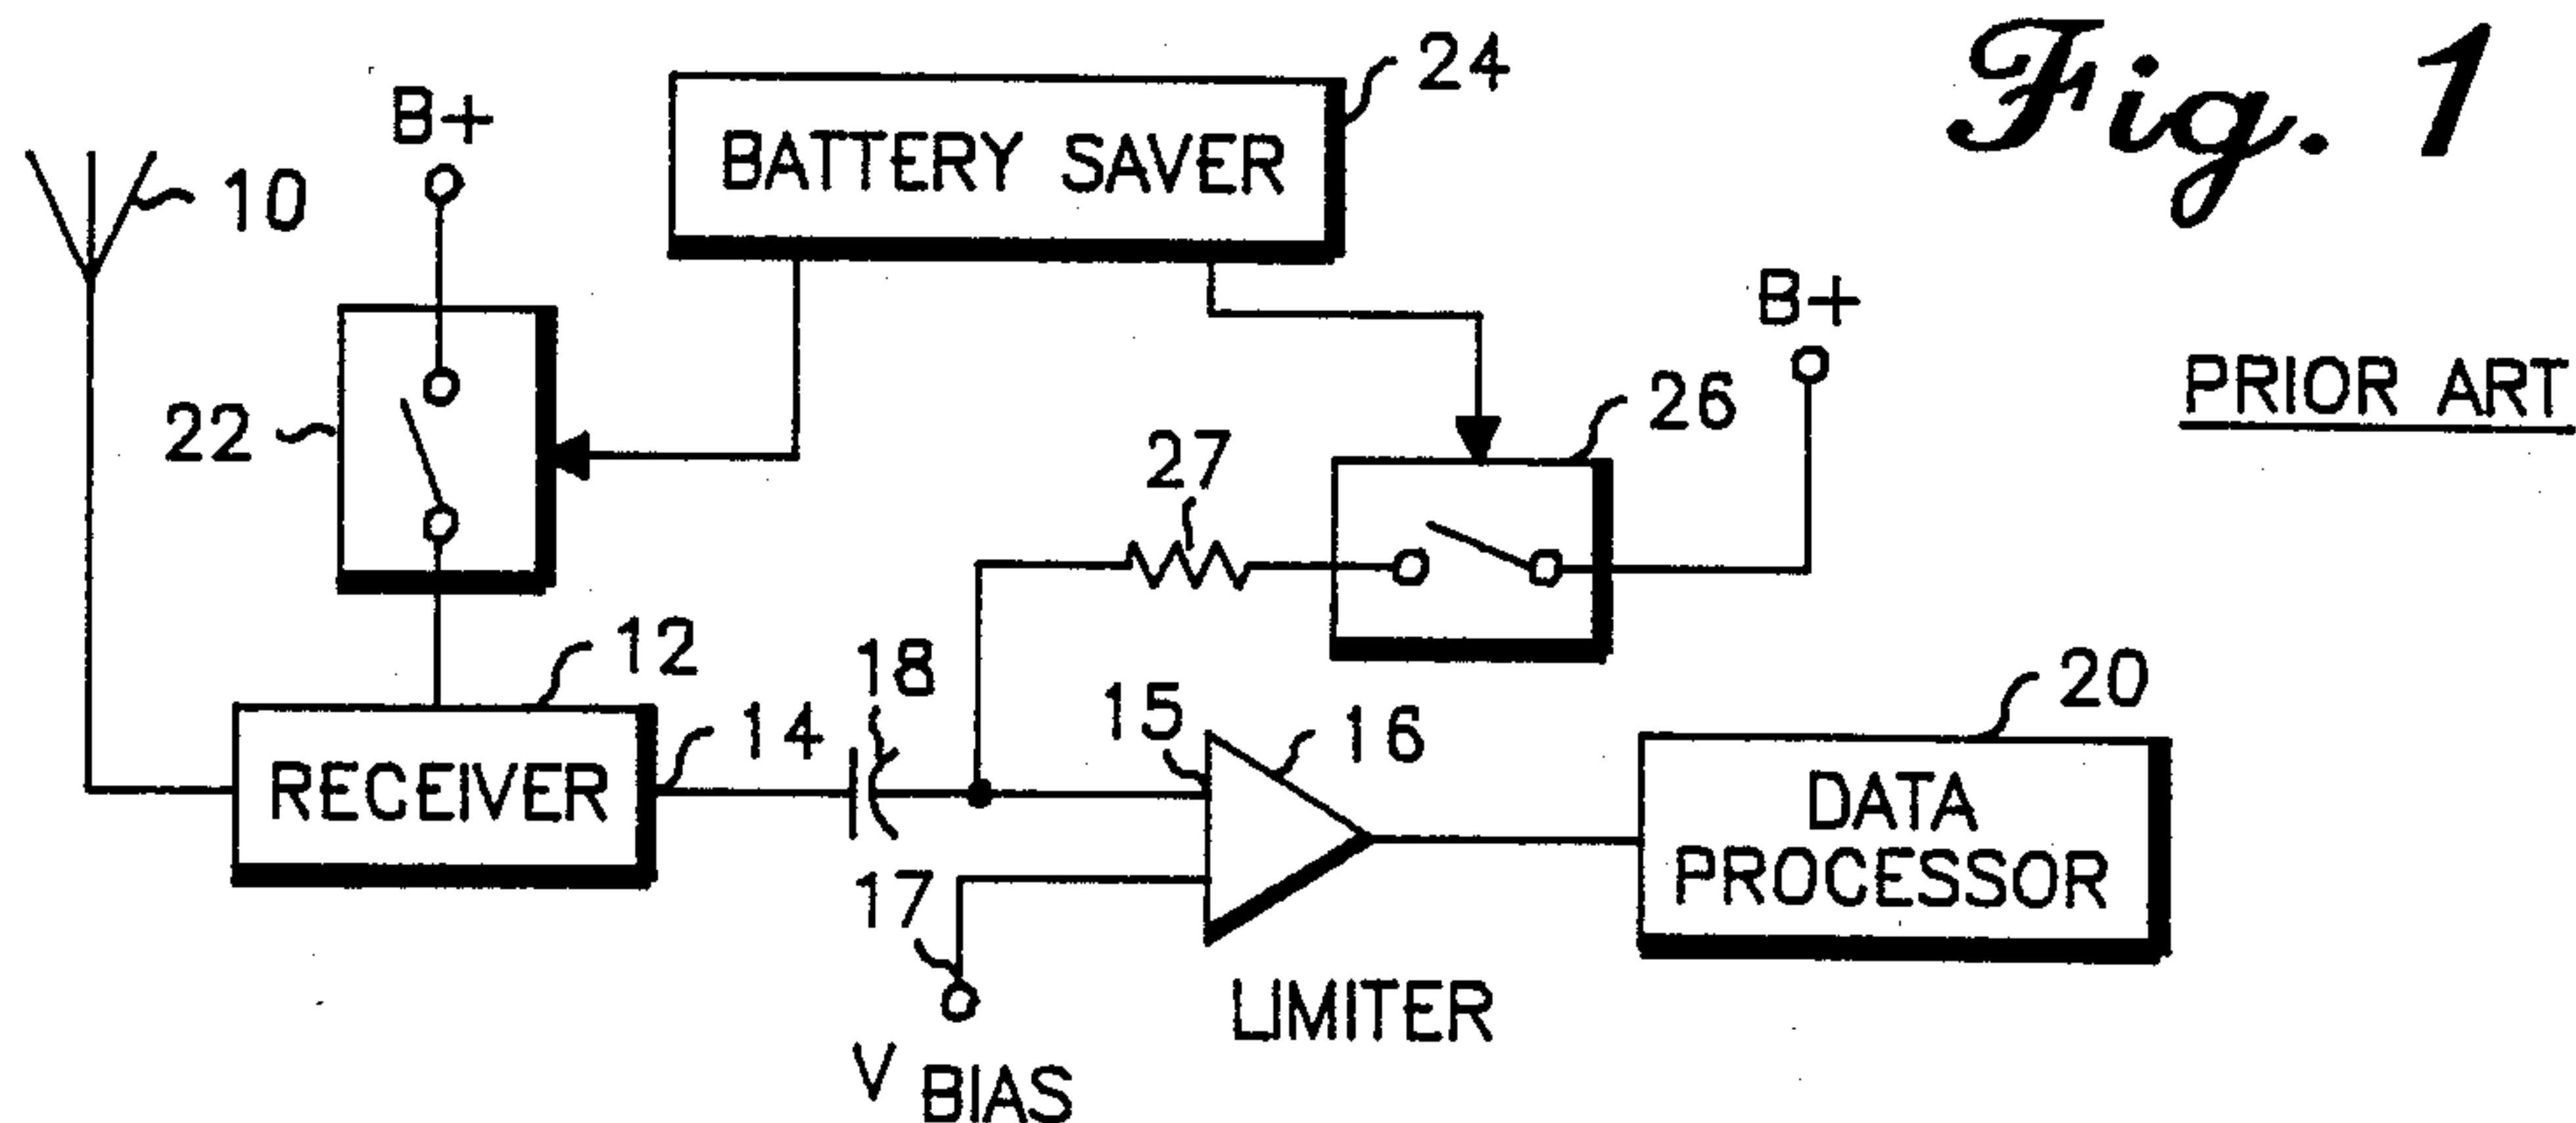 Fig. 1
24
B+
BATTERY SAVER
10
B+
PRIOR ART
22
26
27
12
18
14
15
16
20
RECEIVER
DATA
PROCESSOR
17
LIMITER
V BIAS